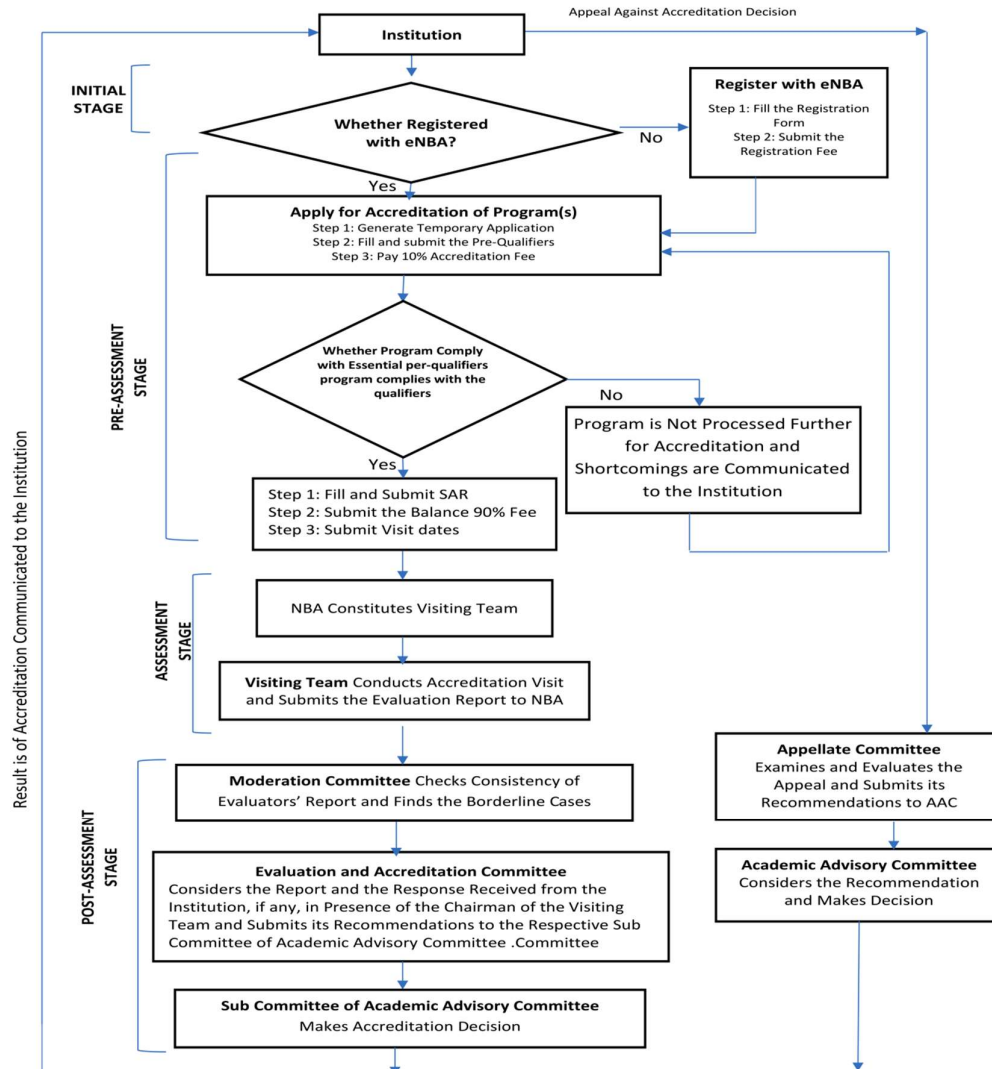 Appeal Against Accreditation Decision
Institution
INITIAL
STAGE
Whether Registered
with eNBA?
No
Register with eNBA
Step 1: Fill the Registration
Form
Step 2: Submit the
Registration Fee
Yes
Apply for Accreditation of Program(s)
Step 1: Generate Temporary Application
Step 2: Fill and submit the Pre-Qualifiers
Step 3: Pay 10% Accreditation Fee
PRE-ASSESSMENT
STAGE
Whether Program Comply
with Essential per-qualifiers
program complies with the
qualifiers
No
Program is Not Processed Further
for Accreditation and
Shortcomings are Communicated
to the Institution
Yes
Step 1: Fill and Submit SAR
Step 2: Submit the Balance 90% Fee
Step 3: Submit Visit dates
Result is of Accreditation Communicated to the Institution
ASSESSMENT
STAGE
NBA Constitutes Visiting Team
Visiting Team Conducts Accreditation Visit
and Submits the Evaluation Report to NBA
POST-ASSESSMENT
STAGE
Moderation Committee Checks Consistency of
Evaluators’ Report and Finds the Borderline Cases
Evaluation and Accreditation Committee
Considers the Report and the Response Received from the
Institution, if any, in Presence of the Chairman of the Visiting
Team and Submits its Recommendations to the Respective Sub
Committee of Academic Advisory Committee .Committee
Sub Committee of Academic Advisory Committee
Makes Accreditation Decision
Appellate Committee
Examines and Evaluates the
Appeal and Submits its
Recommendations to AAC
Academic Advisory Committee
Considers the Recommendation
and Makes Decision